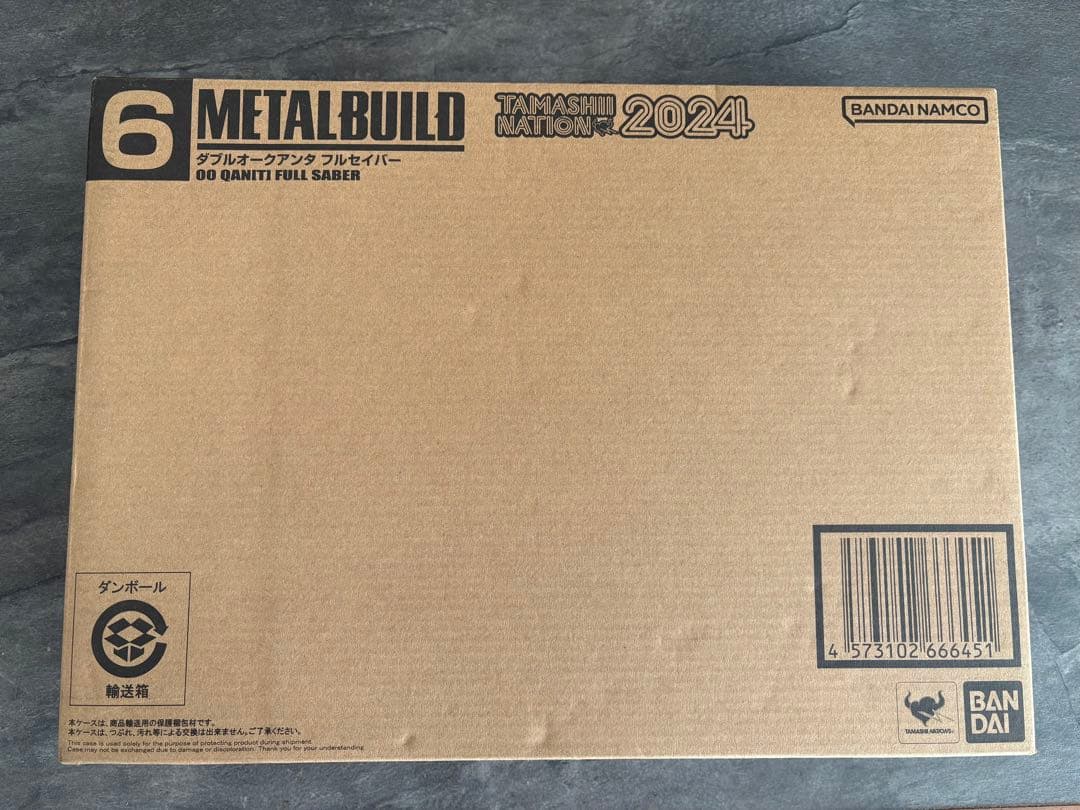 6
METALBUILD
ダブルオークアンタ フルセイバー
00 QAN[T] FULL SABER
TAMASHII
NATION 2024
BANDAI NAMCO
ダンボール
輸送箱
本ケースは、商品輸送用の保護梱包材です。
本ケースは、つぶれ、汚れ等による交換は出来ません。ご了承ください。
This case is used solely for the purpose of protecting product during shipment.
Case may not be exchanged due to damage or discoloration. Thank you for your understanding
4 573102 666451
TAMASHII NATIONS
BAN
DAI